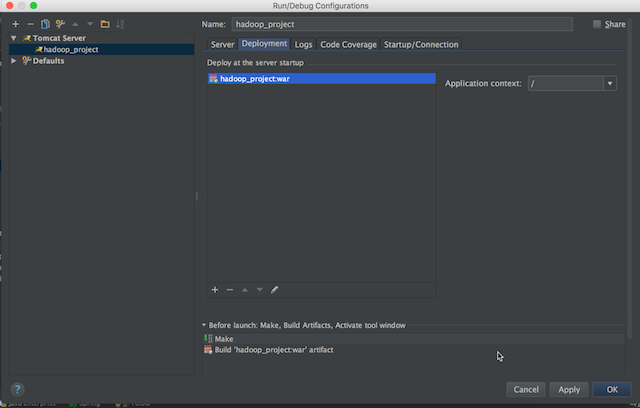 Run/Debug Configurations
Name: hadoop_project
Share
Tomcat Server
hadoop_project
Defaults
Server Deployment Logs Code Coverage Startup/Connection
Deploy at the server startup
hadoop_project:war
Application context: /
Before launch: Make, Build Artifacts, Activate tool window
Make
Build 'hadoop_project:war' artifact
? Cancel Apply OK